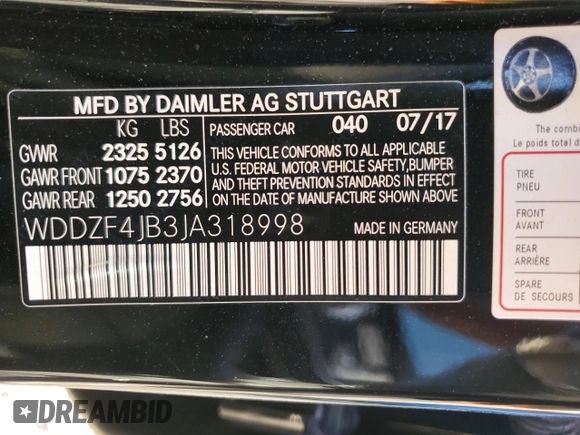 MFD BY DAIMLER AG STUTTGART
KG LBS
GVWR 2325 5126
GAWR FRONT 1075 2370
GAWR REAR 1250 2756
PASSENGER CAR 040 07/17
THIS VEHICLE CONFORMS TO ALL APPLICABLE
U.S. FEDERAL MOTOR VEHICLE SAFETY, BUMPER
AND THEFT PREVENTION STANDARDS IN EFFECT ON
THE DATE OF MANUFACTURE SHOWN ABOVE
WDDZF4JB3JA318998
MADE IN GERMANY
The combi
Le poids total d
TIRE
PNEU
FRONT
AVANT
REAR
ARRIÈRE
SPARE
DE SECOURS
DREAMBID